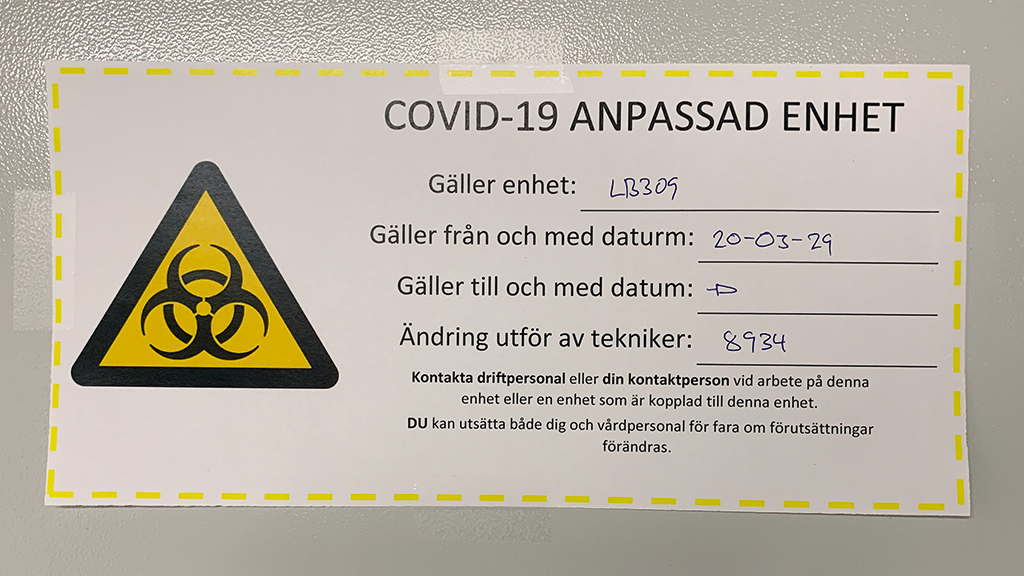 COVID-19 ANPASSAD ENHET
Gäller enhet: LB309
Gäller från och med daturm: 20-03-29
Gäller till och med datum:
Ändring utför av tekniker: 8934
Kontakta driftpersonal eller din kontaktperson vid arbete på denna
enhet eller en enhet som är kopplad till denna enhet.
DU kan utsätta både dig och vårdpersonal för fara om förutsättningar
förändras.